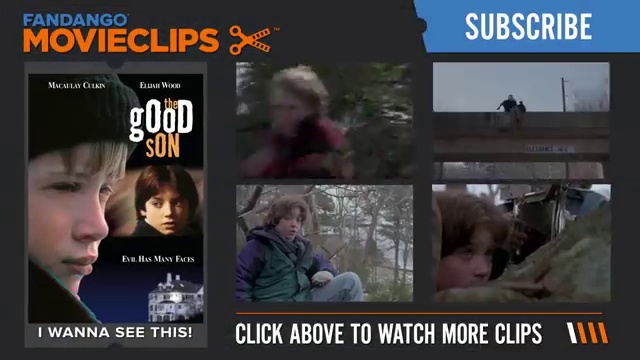 FANDANGO
MOVIECLIPS
SUBSCRIBE
MACAULAY CULKIN ELIJAH WOOD
the
gOOD
sON
EVIL HAS MANY FACES
I WANNA SEE THIS!
CLICK ABOVE TO WATCH MORE CLIPS